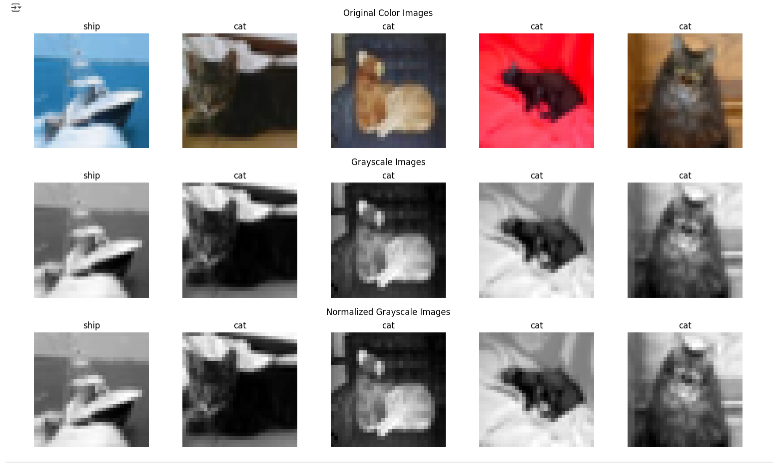 Original Color Images
ship cat cat cat cat
Grayscale Images
ship cat cat cat cat
Normalized Grayscale Images
ship cat cat cat cat